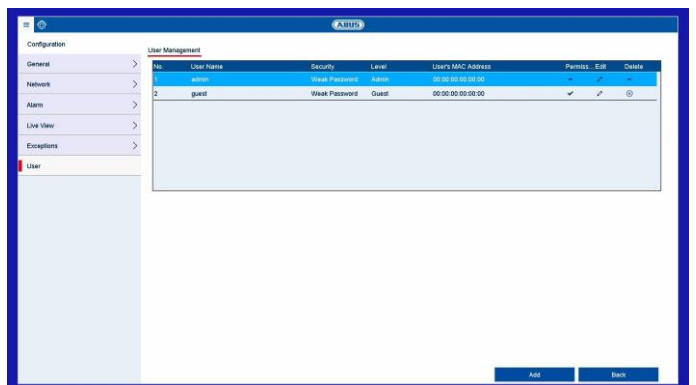 ABUS
Configuration
User Management
General
Network
Alarm
Live View
Exceptions
User
No. User Name Security Level User's MAC Address Permiss... Edit Delete
1 admin Weak Password Admin 00:00:00:00:00:00
2 guest Weak Password Guest 00:00:00:00:00:00
Add Back